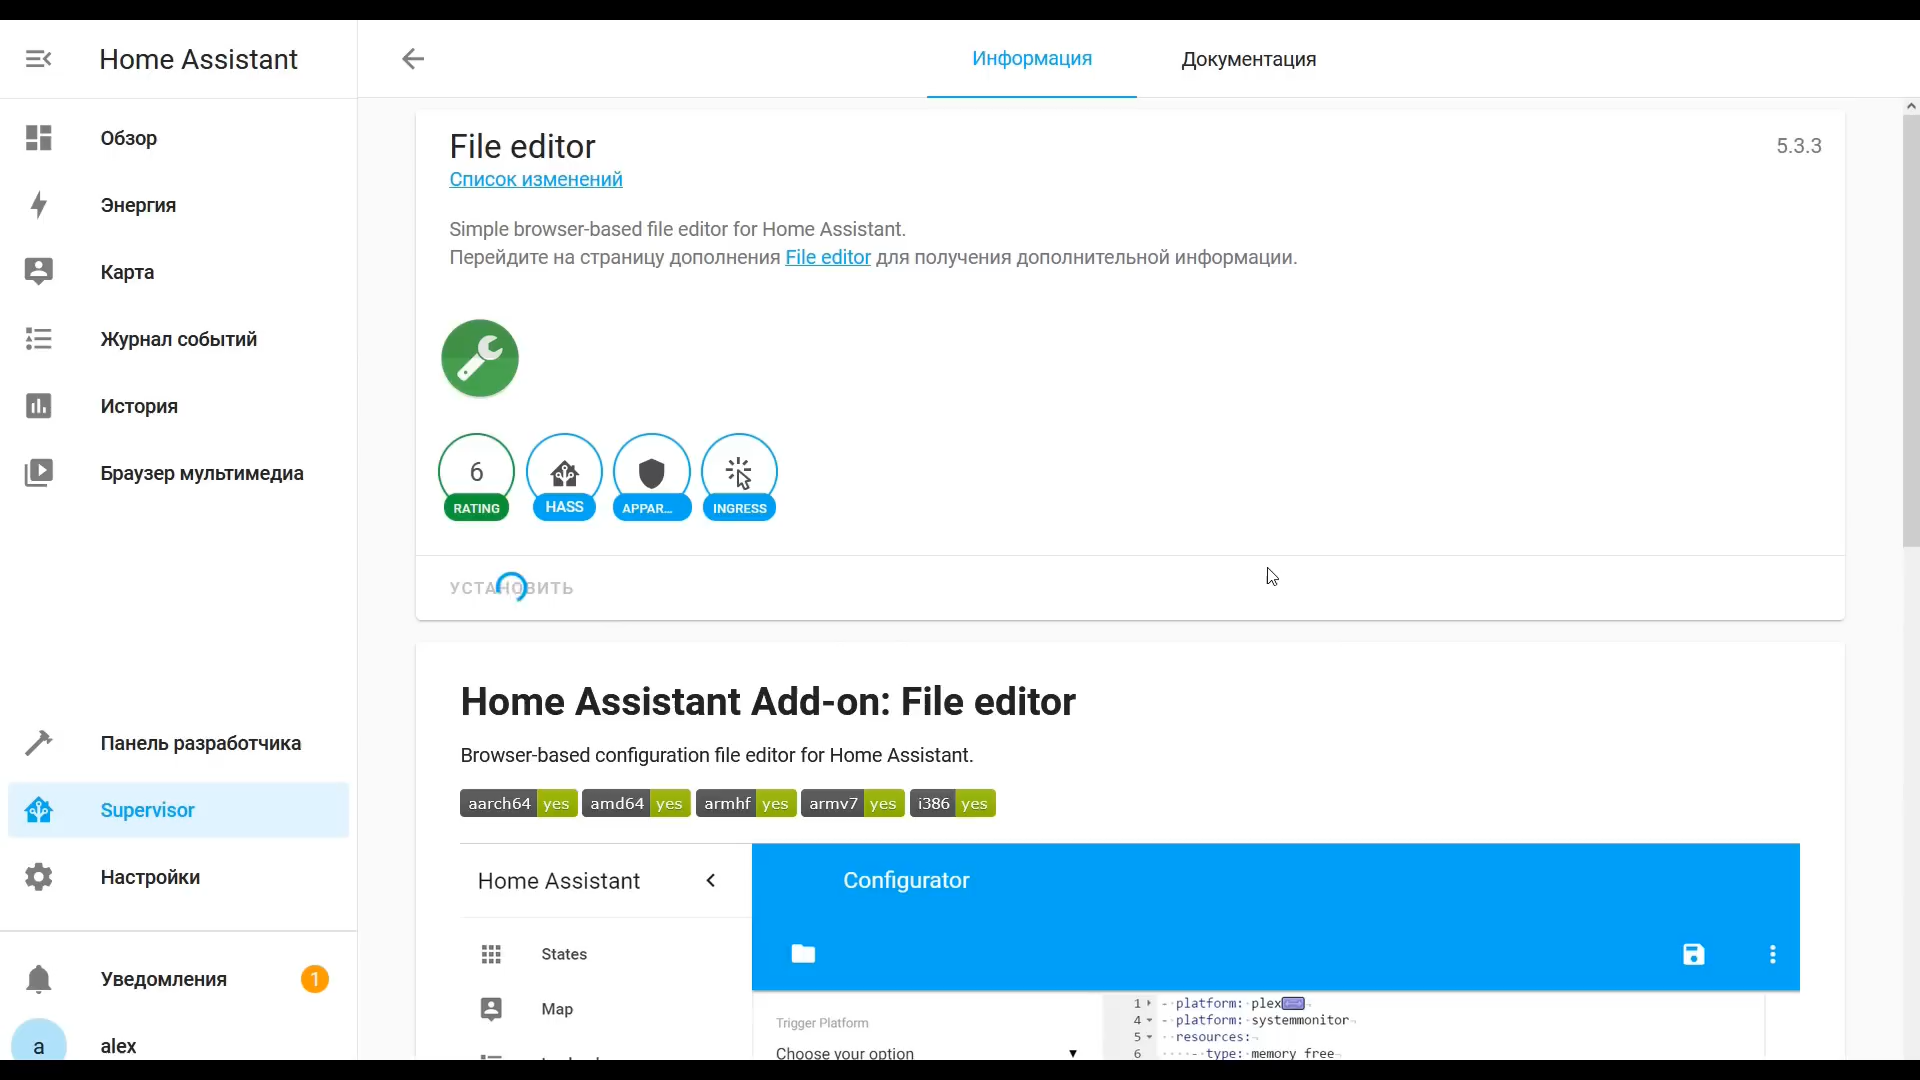 Home Assistant
Информация
Документация
Обзор
Энергия
Карта
Журнал событий
История
Браузер мультимедиа
Панель разработчика
Supervisor
Настройки
Уведомления
1
a
alex
File editor
5.3.3
Список изменений
Simple browser-based file editor for Home Assistant.
Перейдите на страницу дополнения File editor для получения дополнительной информации.
6
RATING
HASS
APPAR...
INGRESS
УСТАНОВИТЬ
Home Assistant Add-on: File editor
Browser-based configuration file editor for Home Assistant.
aarch64 yes amd64 yes armhf yes armv7 yes i386 yes
Home Assistant
Configurator
States
Map
Trigger Platform
Choose your option
1 - platform: plex
4 - platform: systemmonitor
5 resources:
6 - type: memory_free